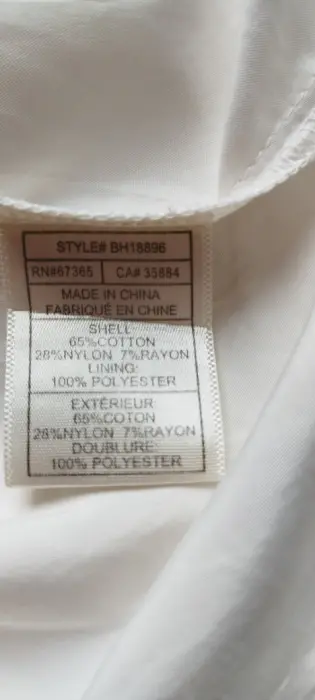 STYLE# BH18896
RN#67365 CA# 33884
MADE IN CHINA
FABRIQUÉ EN CHINE
SHELL:
65%COTTON
28%NYLON 7%RAYON
LINING:
100% POLYESTER
EXTÉRIEUR:
65%COTON
28%NYLON 7%RAYON
DOUBLURE:
100% POLYESTER